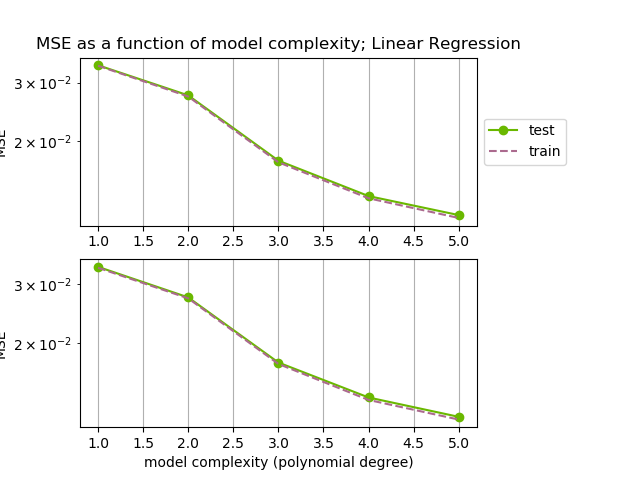 MSE as a function of model complexity; Linear Regression
3 × 10⁻²
2 × 10⁻²
MSE
1.0 1.5 2.0 2.5 3.0 3.5 4.0 4.5 5.0
test
train
3 × 10⁻²
2 × 10⁻²
MSE
1.0 1.5 2.0 2.5 3.0 3.5 4.0 4.5 5.0
model complexity (polynomial degree)